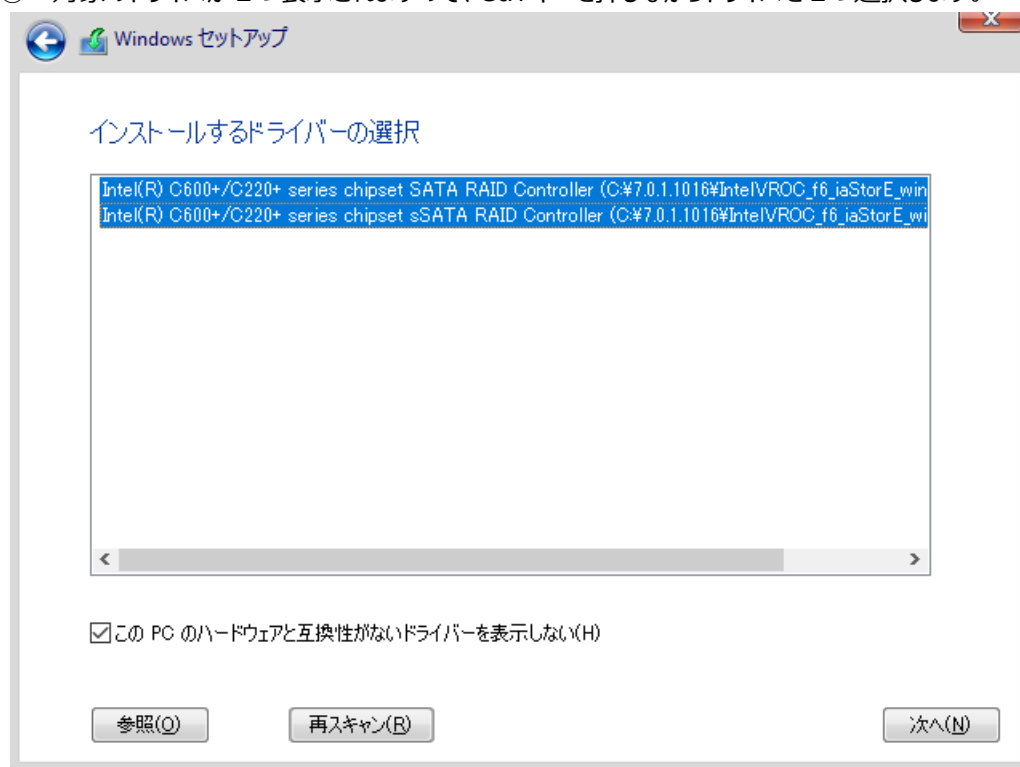 Windows セットアップ
インストールするドライバーの選択
Intel(R) C600+/C220+ series chipset SATA RAID Controller (C:¥7.0.1.1016¥IntelVROC_f6_iaStorE_win
Intel(R) C600+/C220+ series chipset sSATA RAID Controller (C:¥7.0.1.1016¥IntelVROC_f6_iaStorE_wi
この PC のハードウェアと互換性がないドライバーを表示しない(H)
参照(O) 再スキャン(R) 次へ(N)